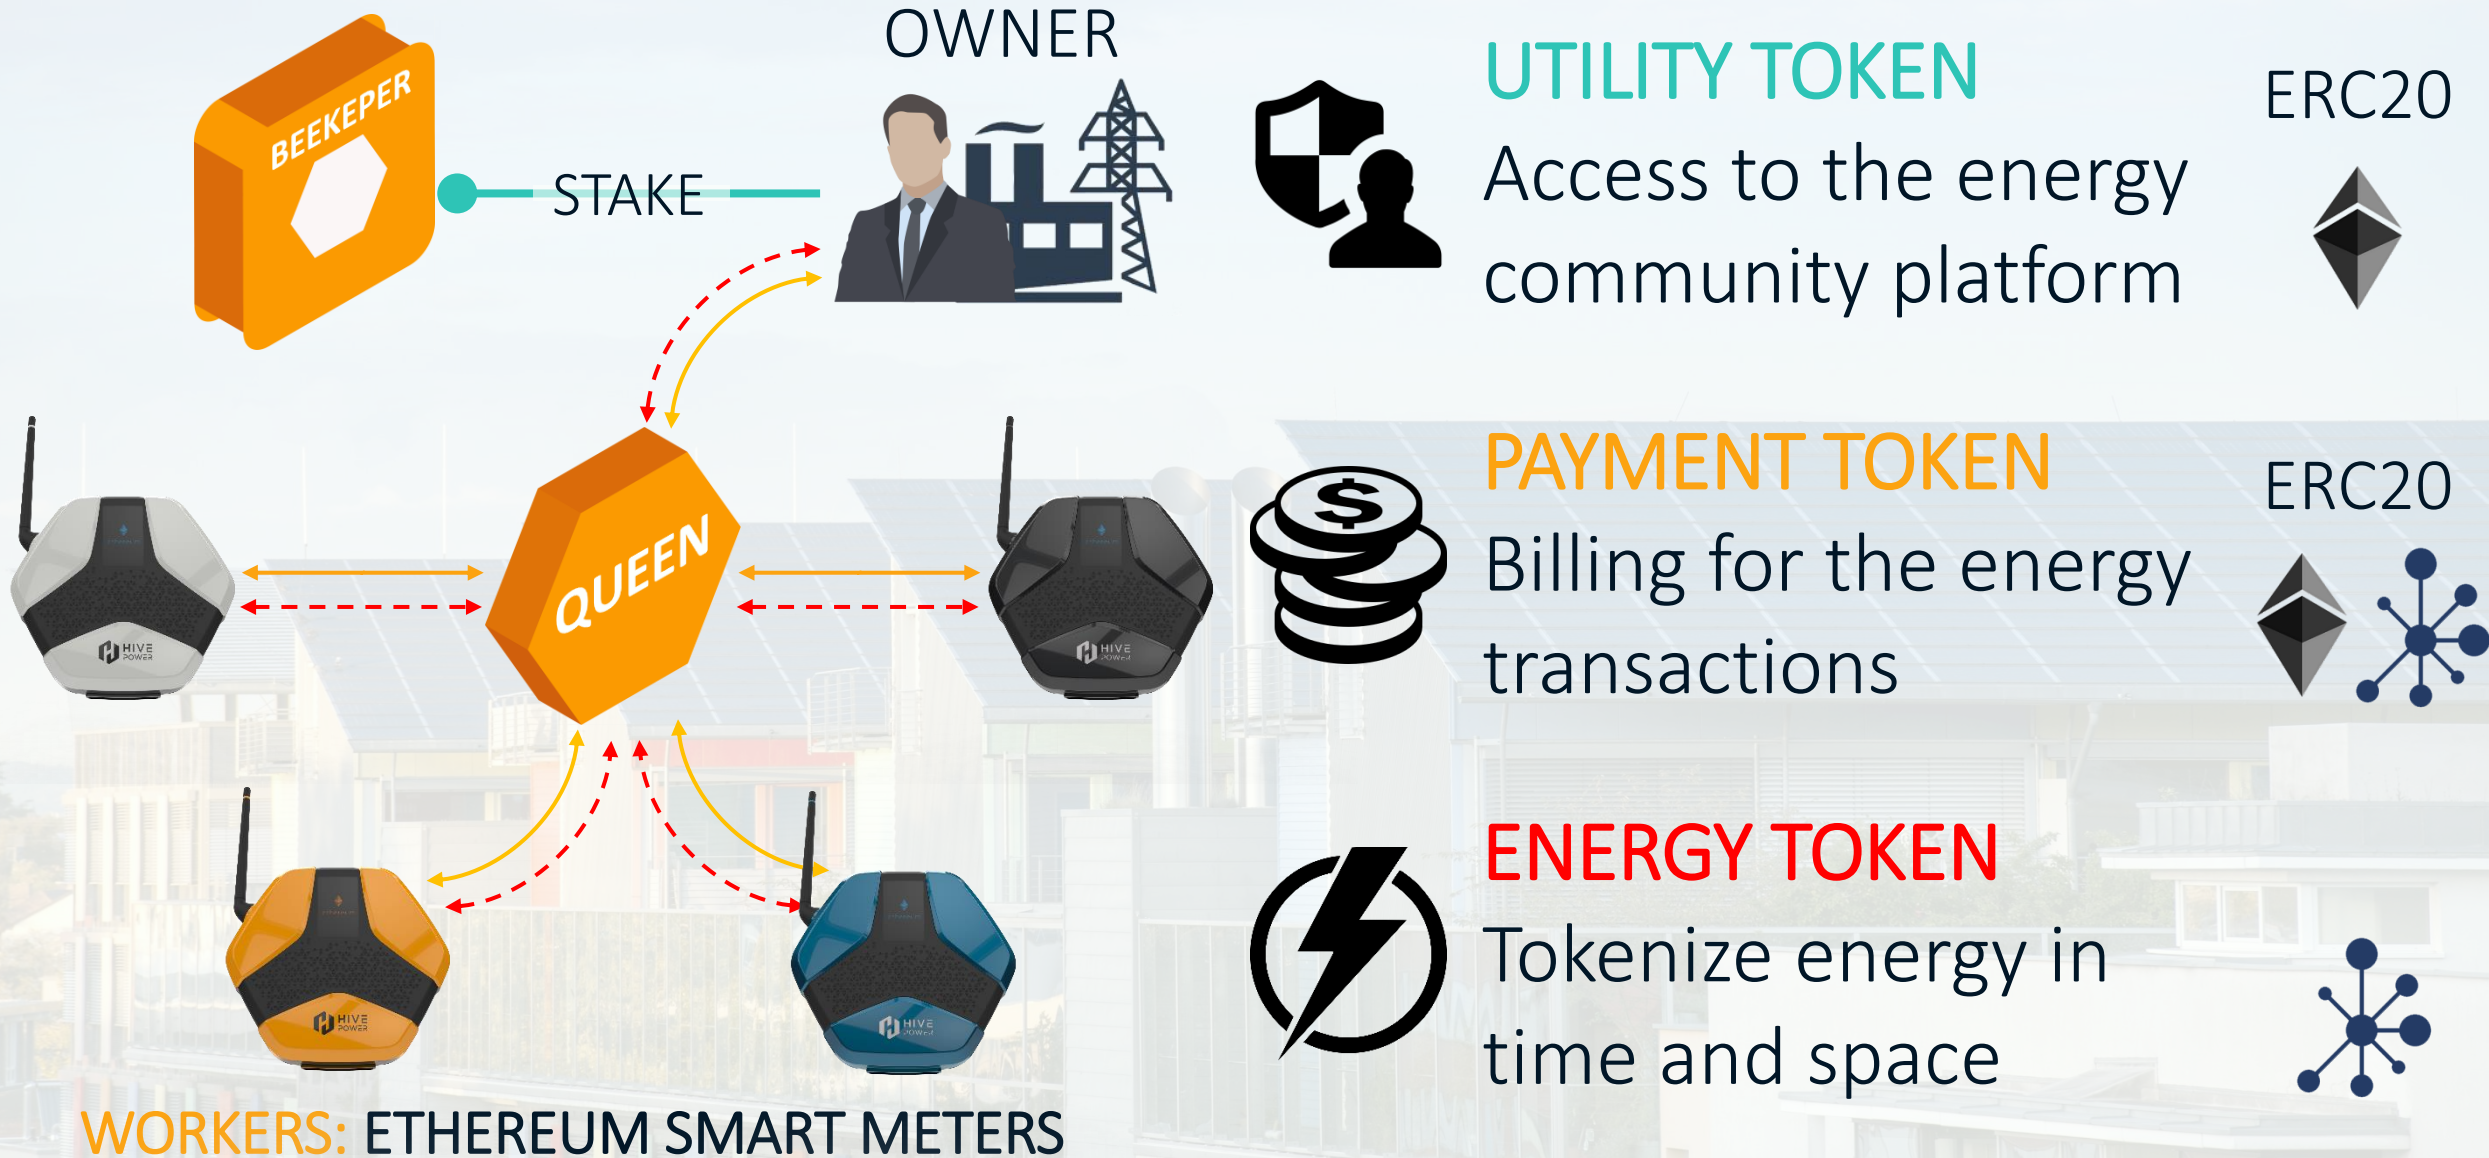 OWNER
BEEKEPER
STAKE
QUEEN
HIVE
POWER
HIVE
POWER
HIVE
POWER
HIVE
POWER
WORKERS: ETHEREUM SMART METERS
UTILITY TOKEN
Access to the energy
community platform
ERC20
PAYMENT TOKEN
Billing for the energy
transactions
ERC20
ENERGY TOKEN
Tokenize energy in
time and space